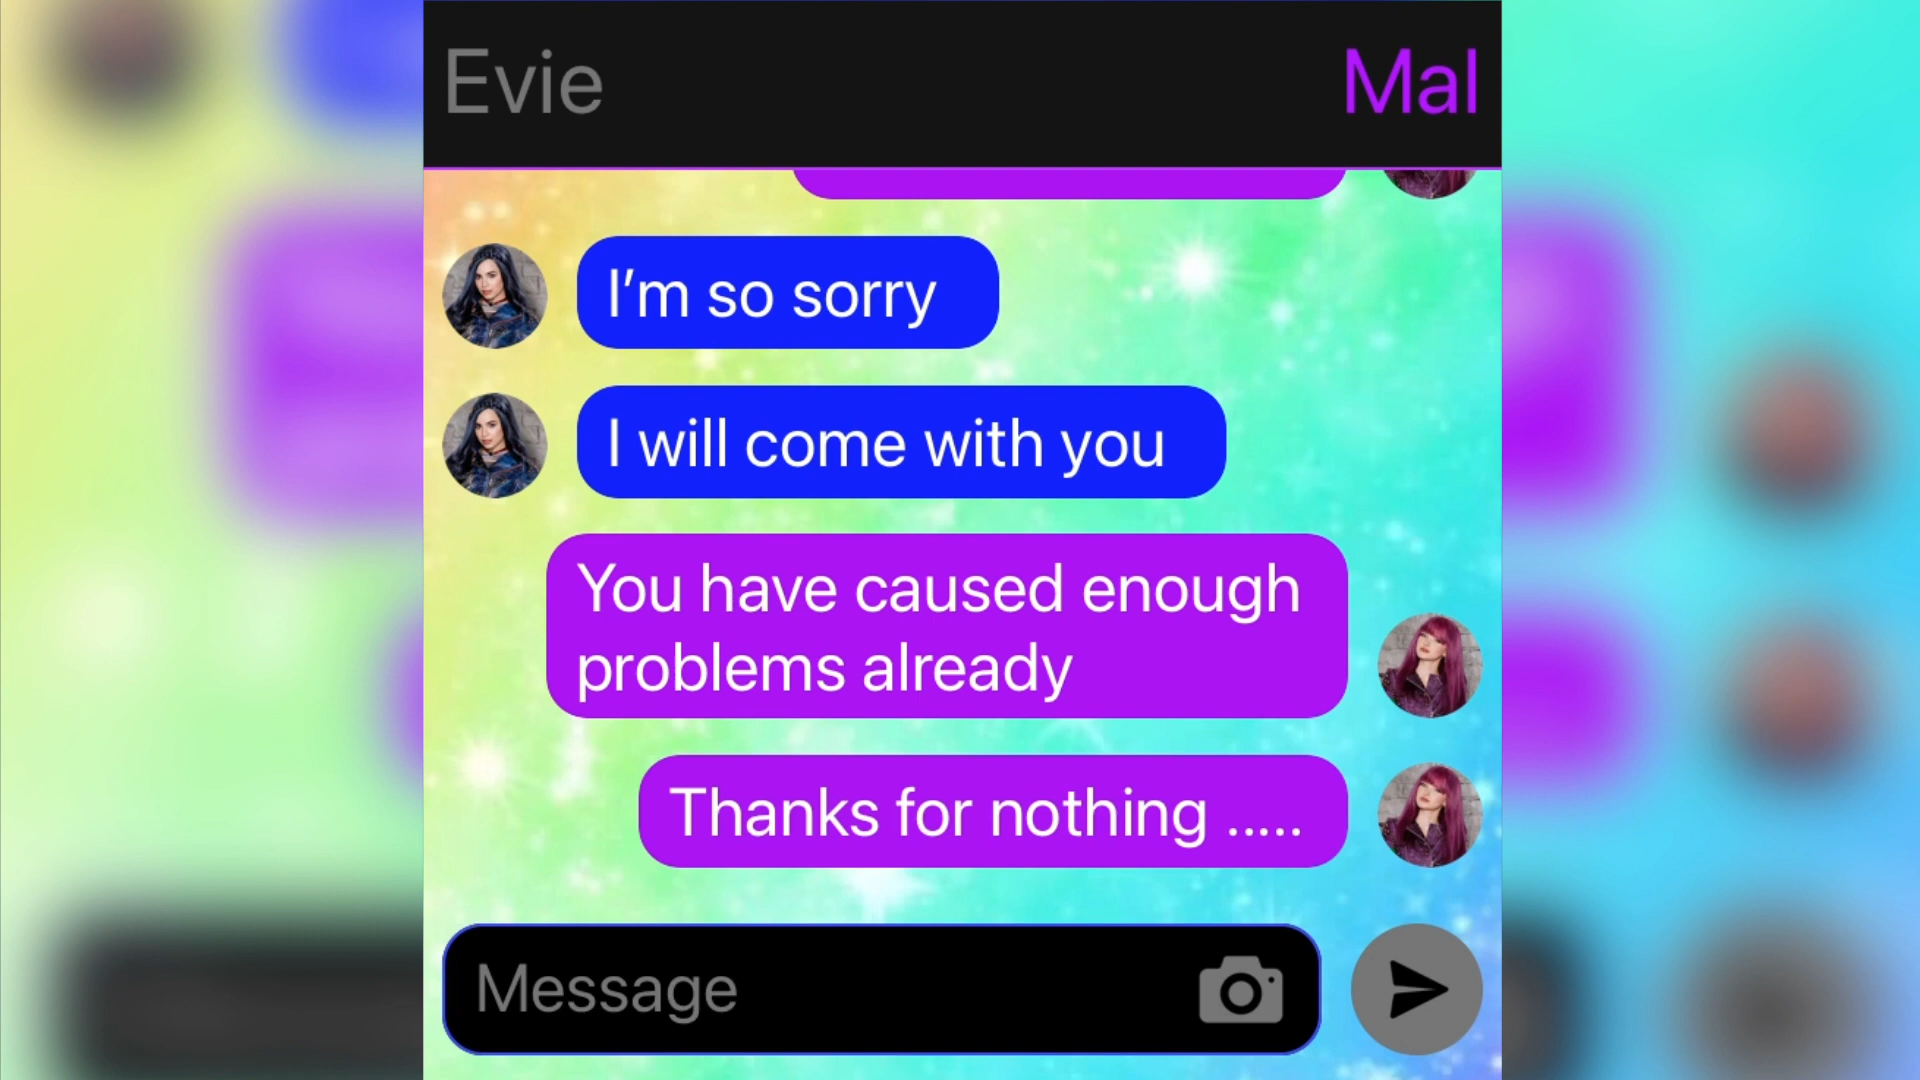 Evie
Mal
I’m so sorry
I will come with you
You have caused enough
problems already
Thanks for nothing .....
Message